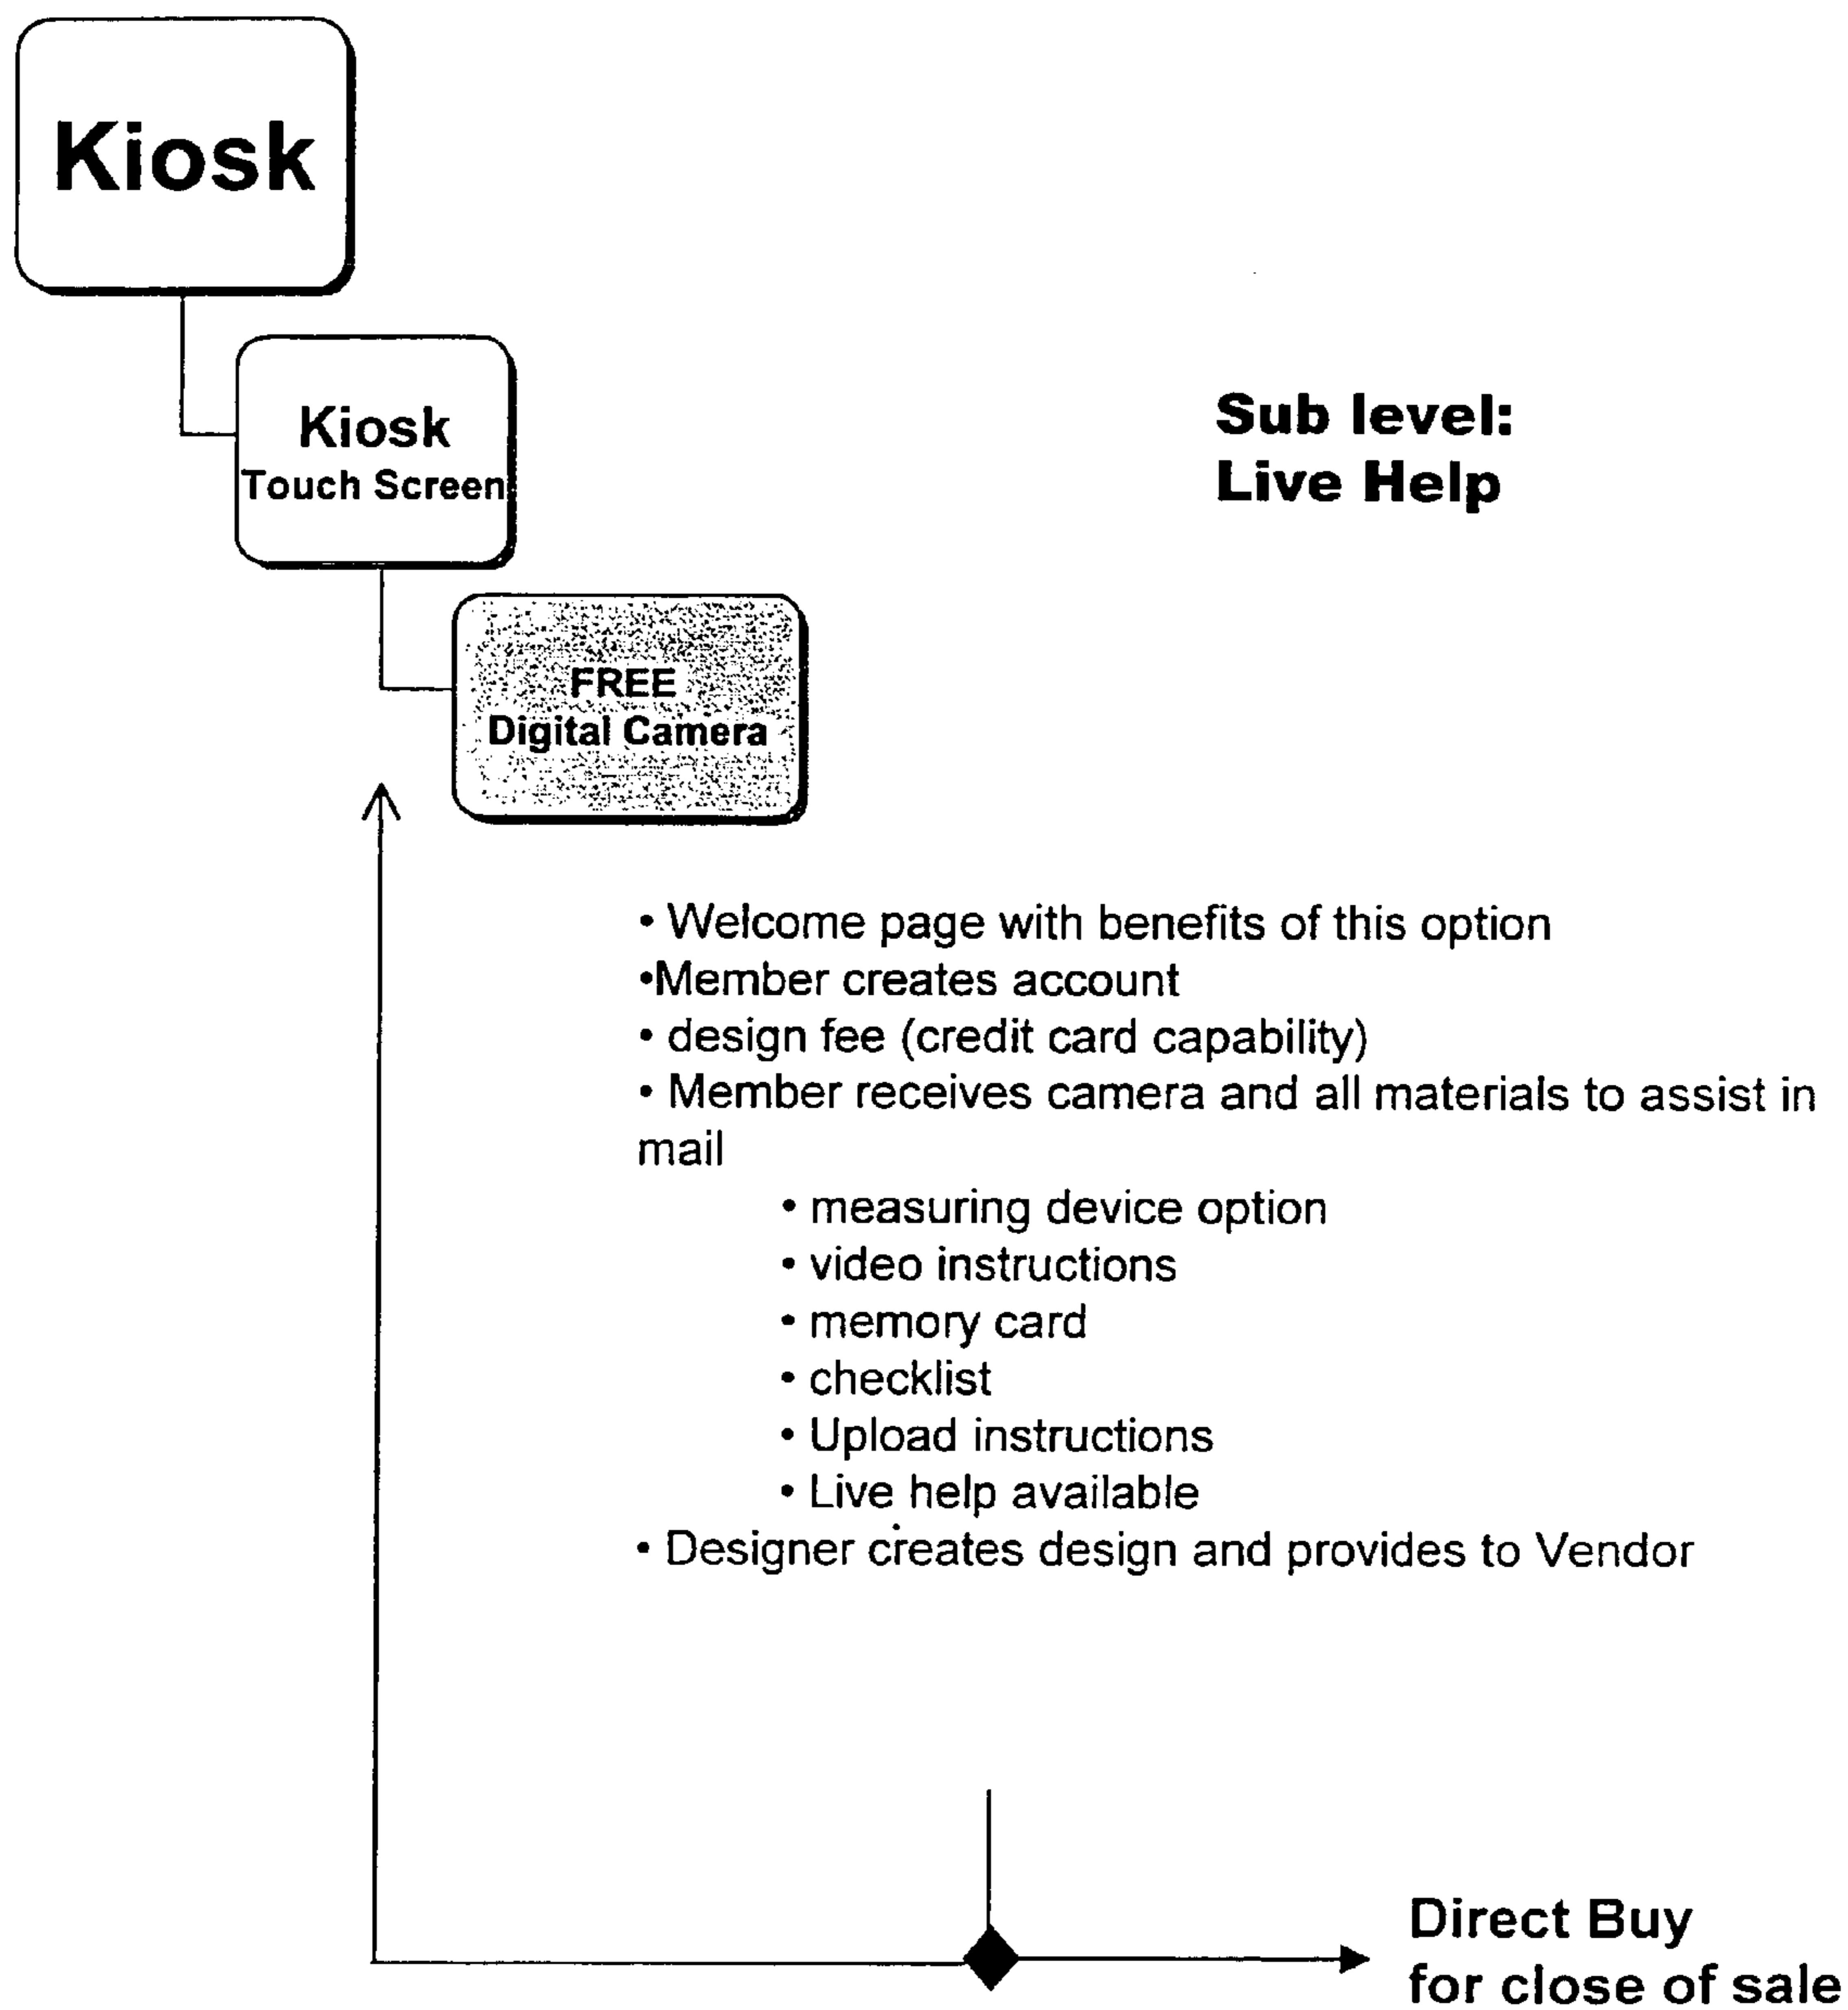 Kiosk
Kiosk
Touch Screen
Sub level:
Live Help
FREE
Digital Camera
• Welcome page with benefits of this option
•Member creates account
• design fee (credit card capability)
• Member receives camera and all materials to assist in
mail
• measuring device option
• video instructions
• memory card
• checklist
• Upload instructions
• Live help available
• Designer creates design and provides to Vendor
Direct Buy
for close of sale